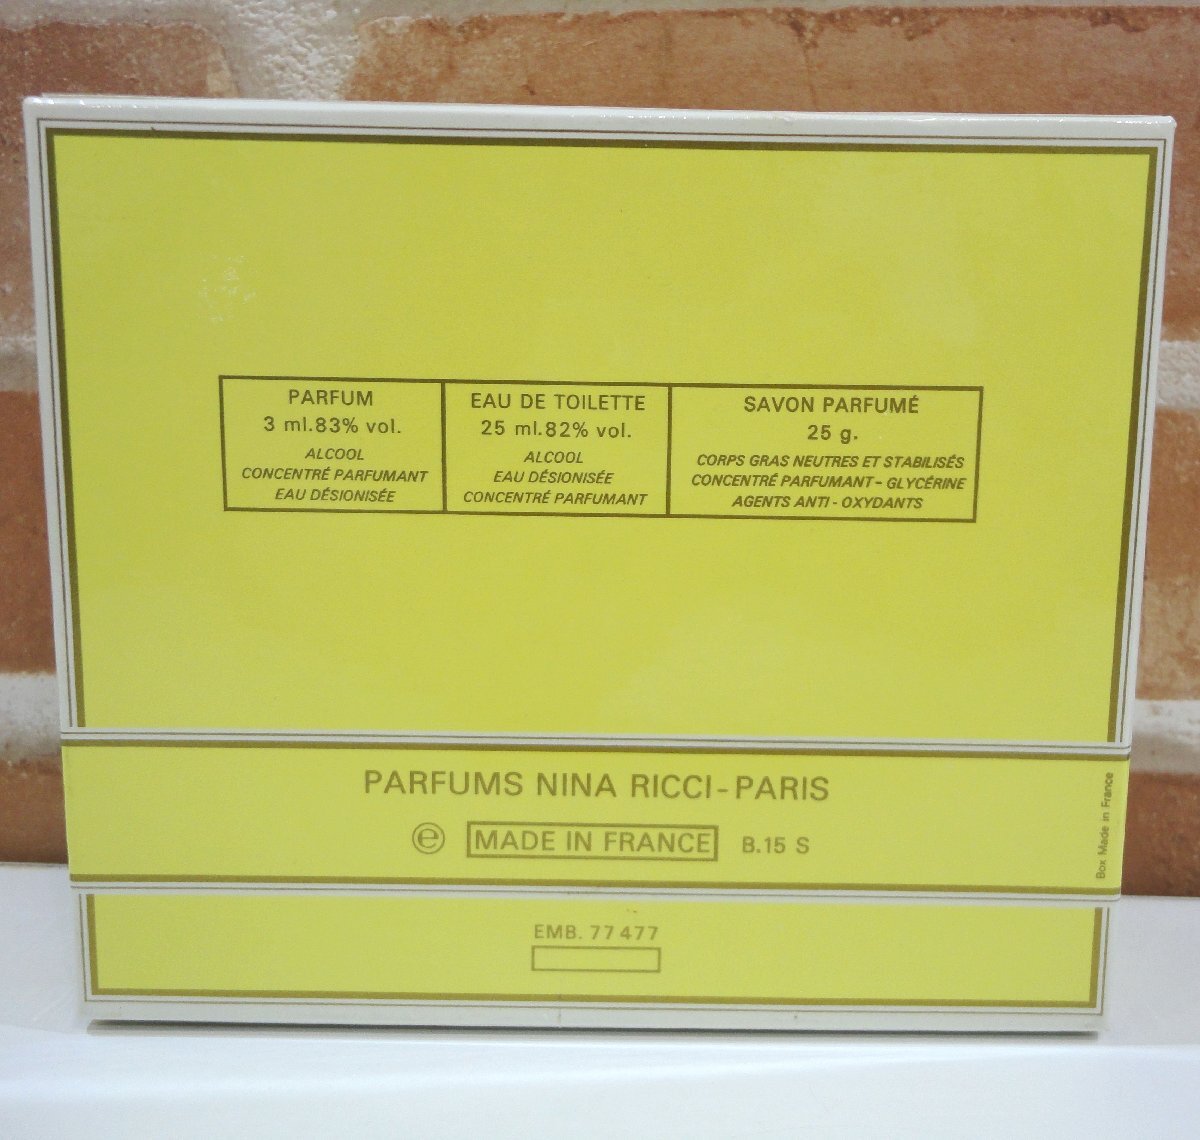 PARFUM
3 ml.83% vol.
ALCOOL
CONCENTRÉ PARFUMANT
EAU DÉSIONISÉE
EAU DE TOILETTE
25 ml.82% vol.
ALCOOL
EAU DÉSIONISÉE
CONCENTRÉ PARFUMANT
SAVON PARFUMÉ
25 g.
CORPS GRAS NEUTRES ET STABILISÉS
CONCENTRÉ PARFUMANT - GLYCÉRINE
AGENTS ANTI - OXYDANTS
PARFUMS NINA RICCI - PARIS
℮ MADE IN FRANCE B.15 S
Box Made in France
EMB. 77 477